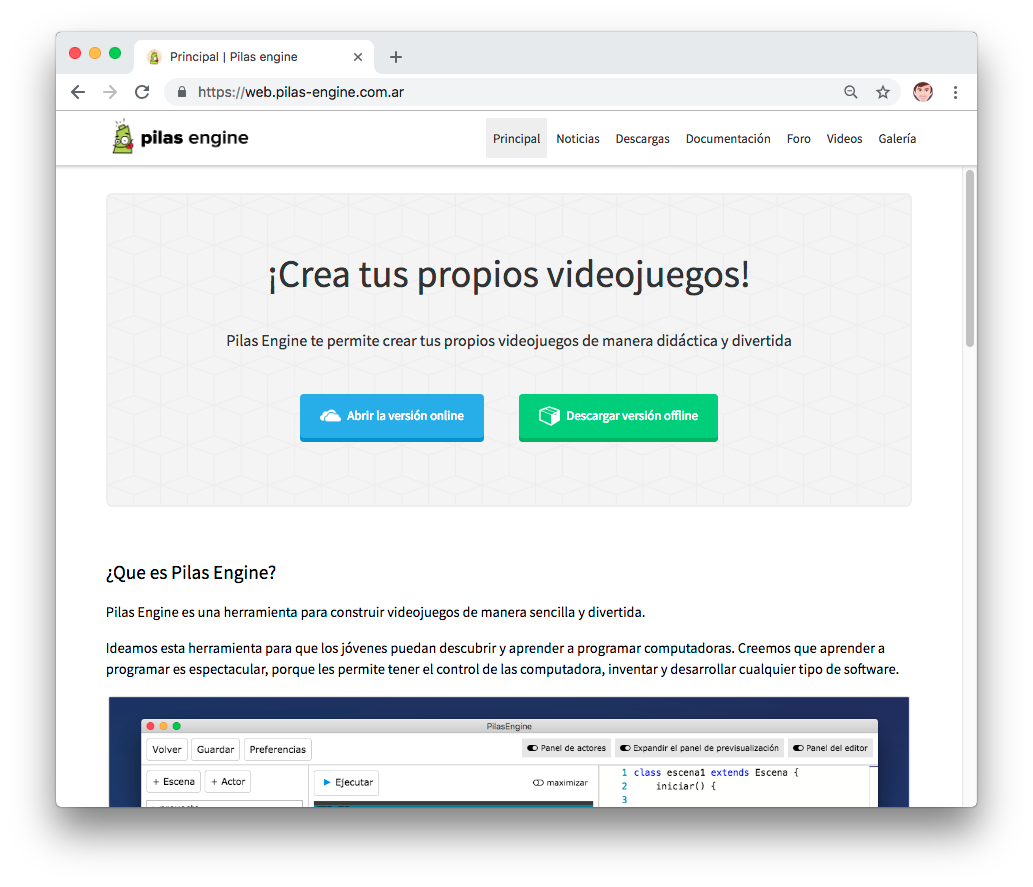 Principal | Pilas engine
https://web.pilas-engine.com.ar
pilas engine
Principal Noticias Descargas Documentación Foro Videos Galería
¡Crea tus propios videojuegos!
Pilas Engine te permite crear tus propios videojuegos de manera didáctica y divertida
Abrir la versión online Descargar versión offline
¿Que es Pilas Engine?
Pilas Engine es una herramienta para construir videojuegos de manera sencilla y divertida.
Ideamos esta herramienta para que los jóvenes puedan descubrir y aprender a programar computadoras. Creemos que aprender a
programar es espectacular, porque les permite tener el control de las computadora, inventar y desarrollar cualquier tipo de software.
PilasEngine
Volver Guardar Preferencias Panel de actores Expandir el panel de previsualización Panel del editor
+ Escena + Actor Ejecutar maximizar 1 class escena1 extends Escena {
2 iniciar() {
3